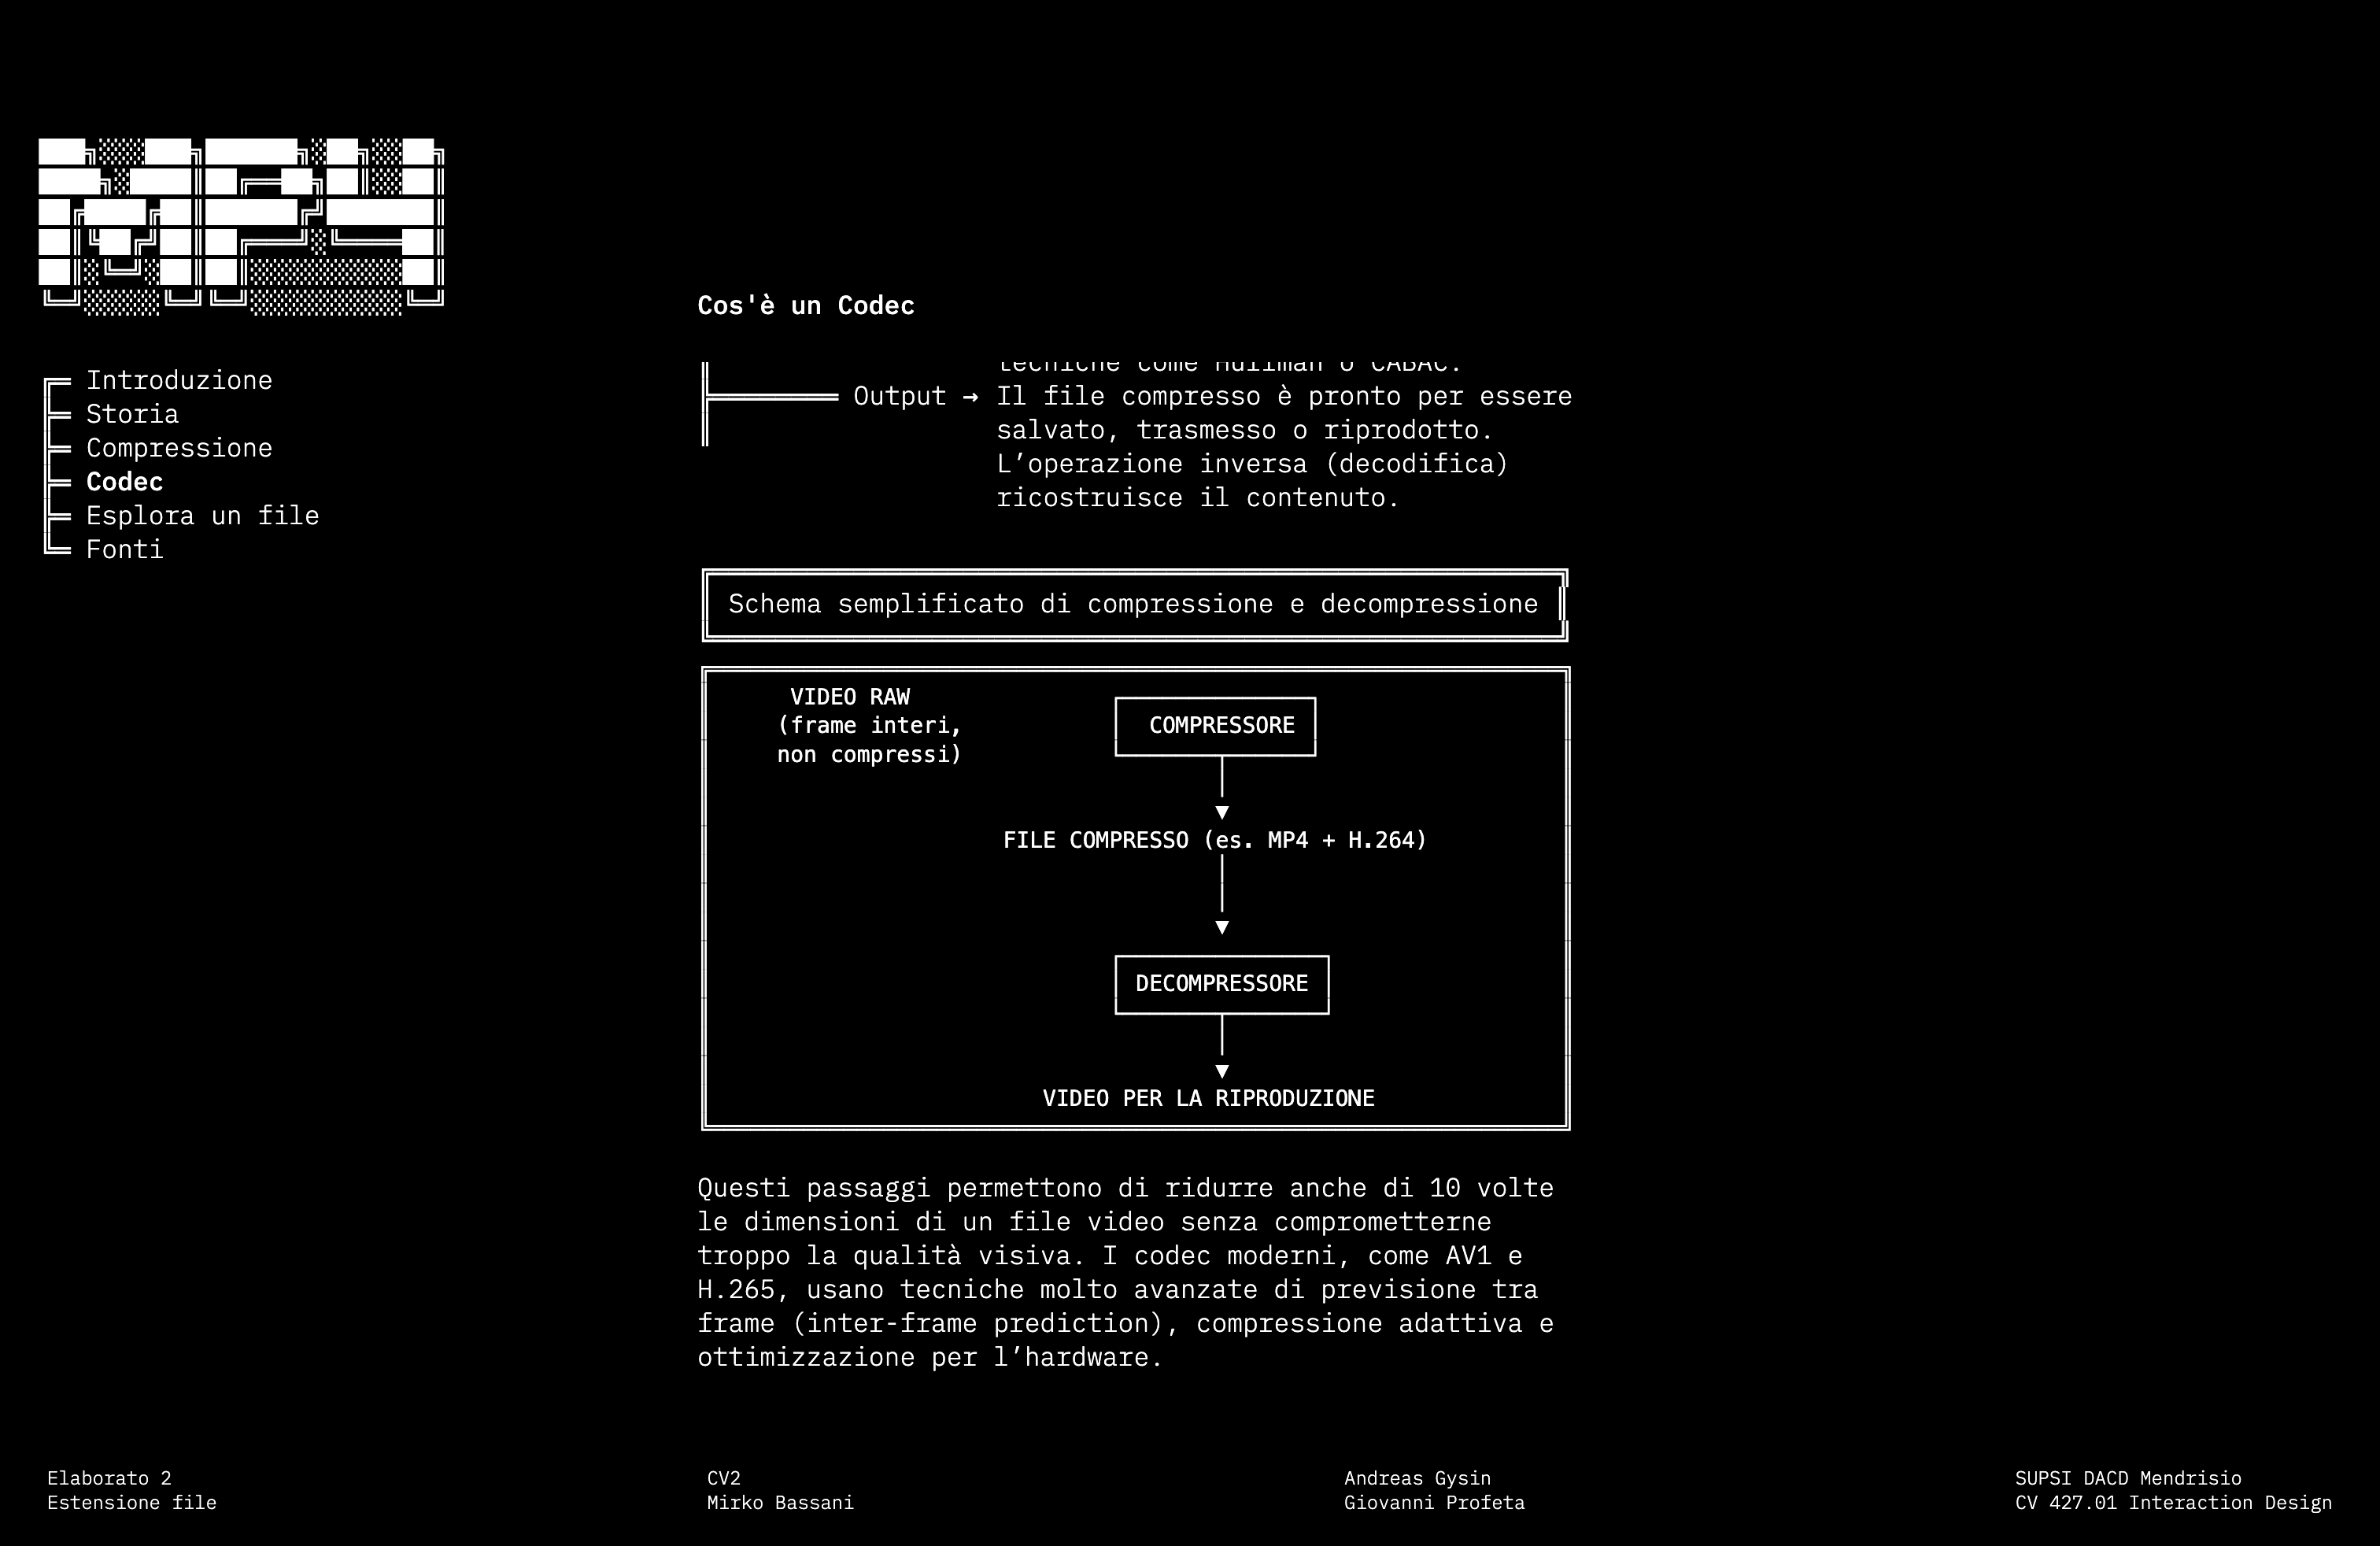 MP4
Introduzione
Storia
Compressione
Codec
Esplora un file
Fonti
Cos'è un Codec
tecniche come Huffman o CABAC.
Output → Il file compresso è pronto per essere
salvato, trasmesso o riprodotto.
L’operazione inversa (decodifica)
ricostruisce il contenuto.
Schema semplificato di compressione e decompressione
VIDEO RAW
(frame interi,
non compressi)
COMPRESSORE
▼
FILE COMPRESSO (es. MP4 + H.264)
▼
DECOMPRESSORE
▼
VIDEO PER LA RIPRODUZIONE
Questi passaggi permettono di ridurre anche di 10 volte
le dimensioni di un file video senza comprometterne
troppo la qualità visiva. I codec moderni, come AV1 e
H.265, usano tecniche molto avanzate di previsione tra
frame (inter-frame prediction), compressione adattiva e
ottimizzazione per l’hardware.
Elaborato 2
Estensione file
CV2
Mirko Bassani
Andreas Gysin
Giovanni Profeta
SUPSI DACD Mendrisio
CV 427.01 Interaction Design